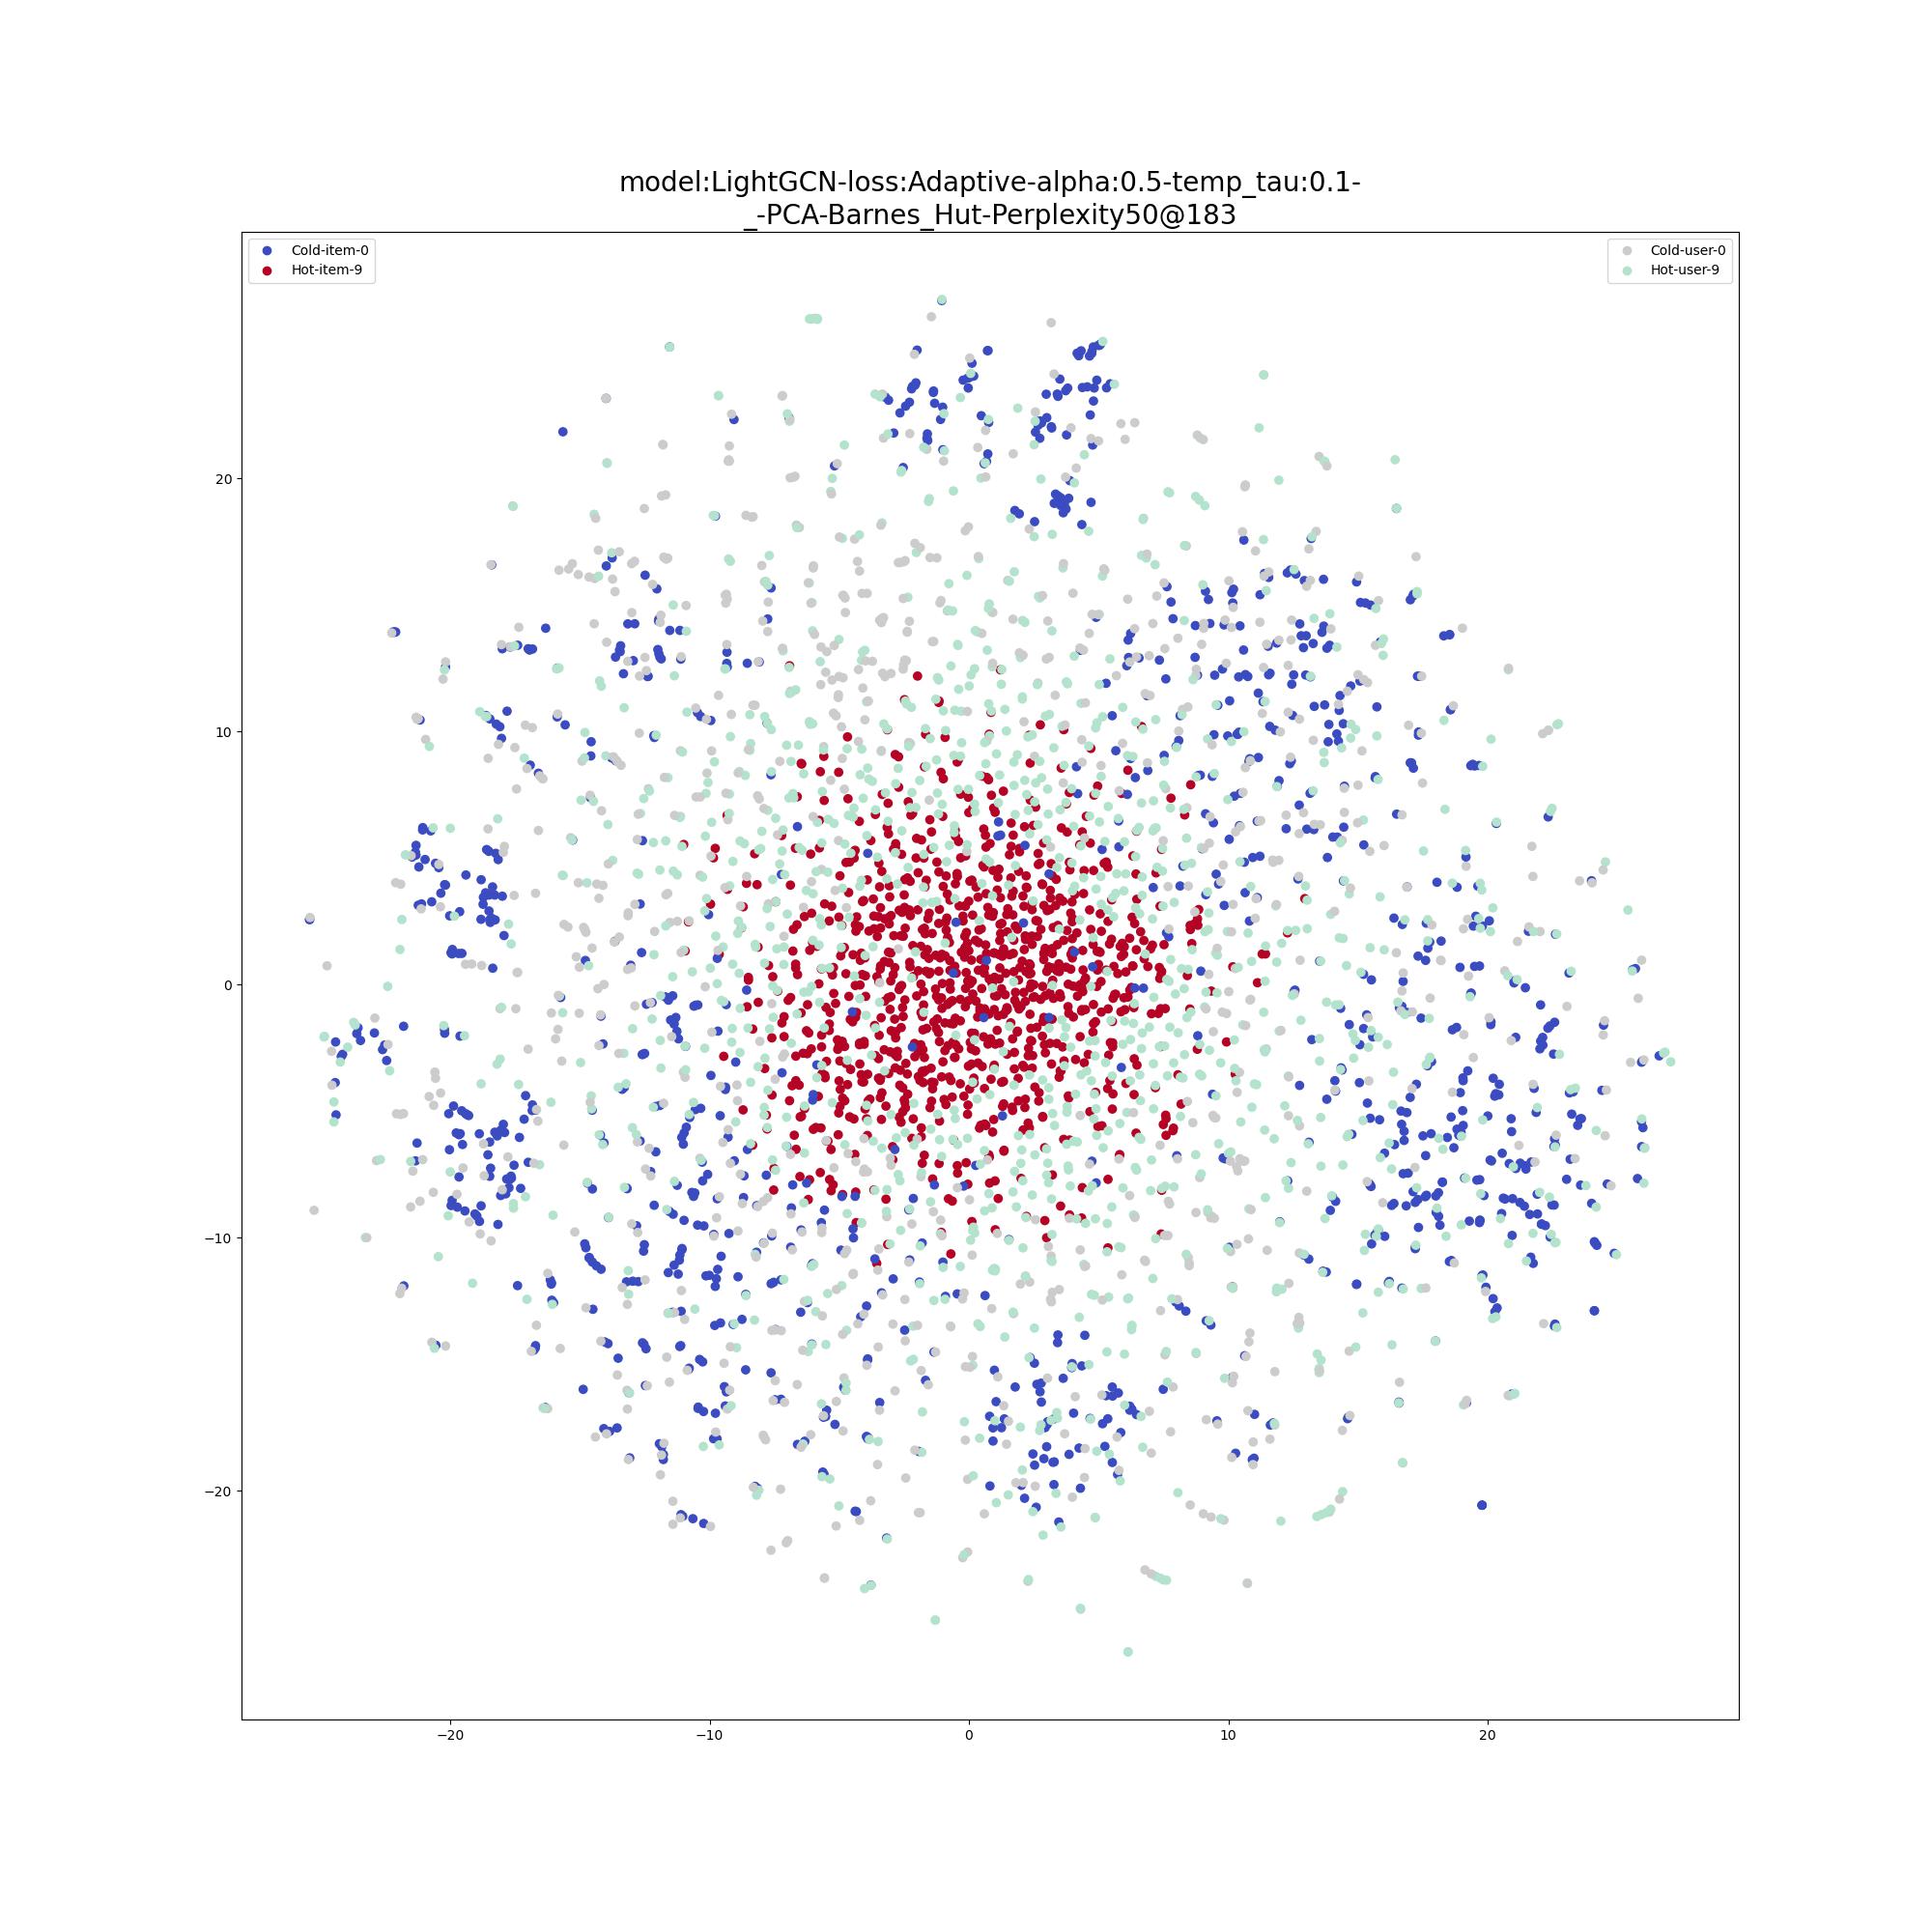 model:LightGCN-loss:Adaptive-alpha:0.5-temp_tau:0.1-
_-PCA-Barnes_Hut-Perplexity50@183
Cold-item-0
Hot-item-9
Cold-user-0
Hot-user-9
20
10
0
−10
−20
−20
−10
0
10
20